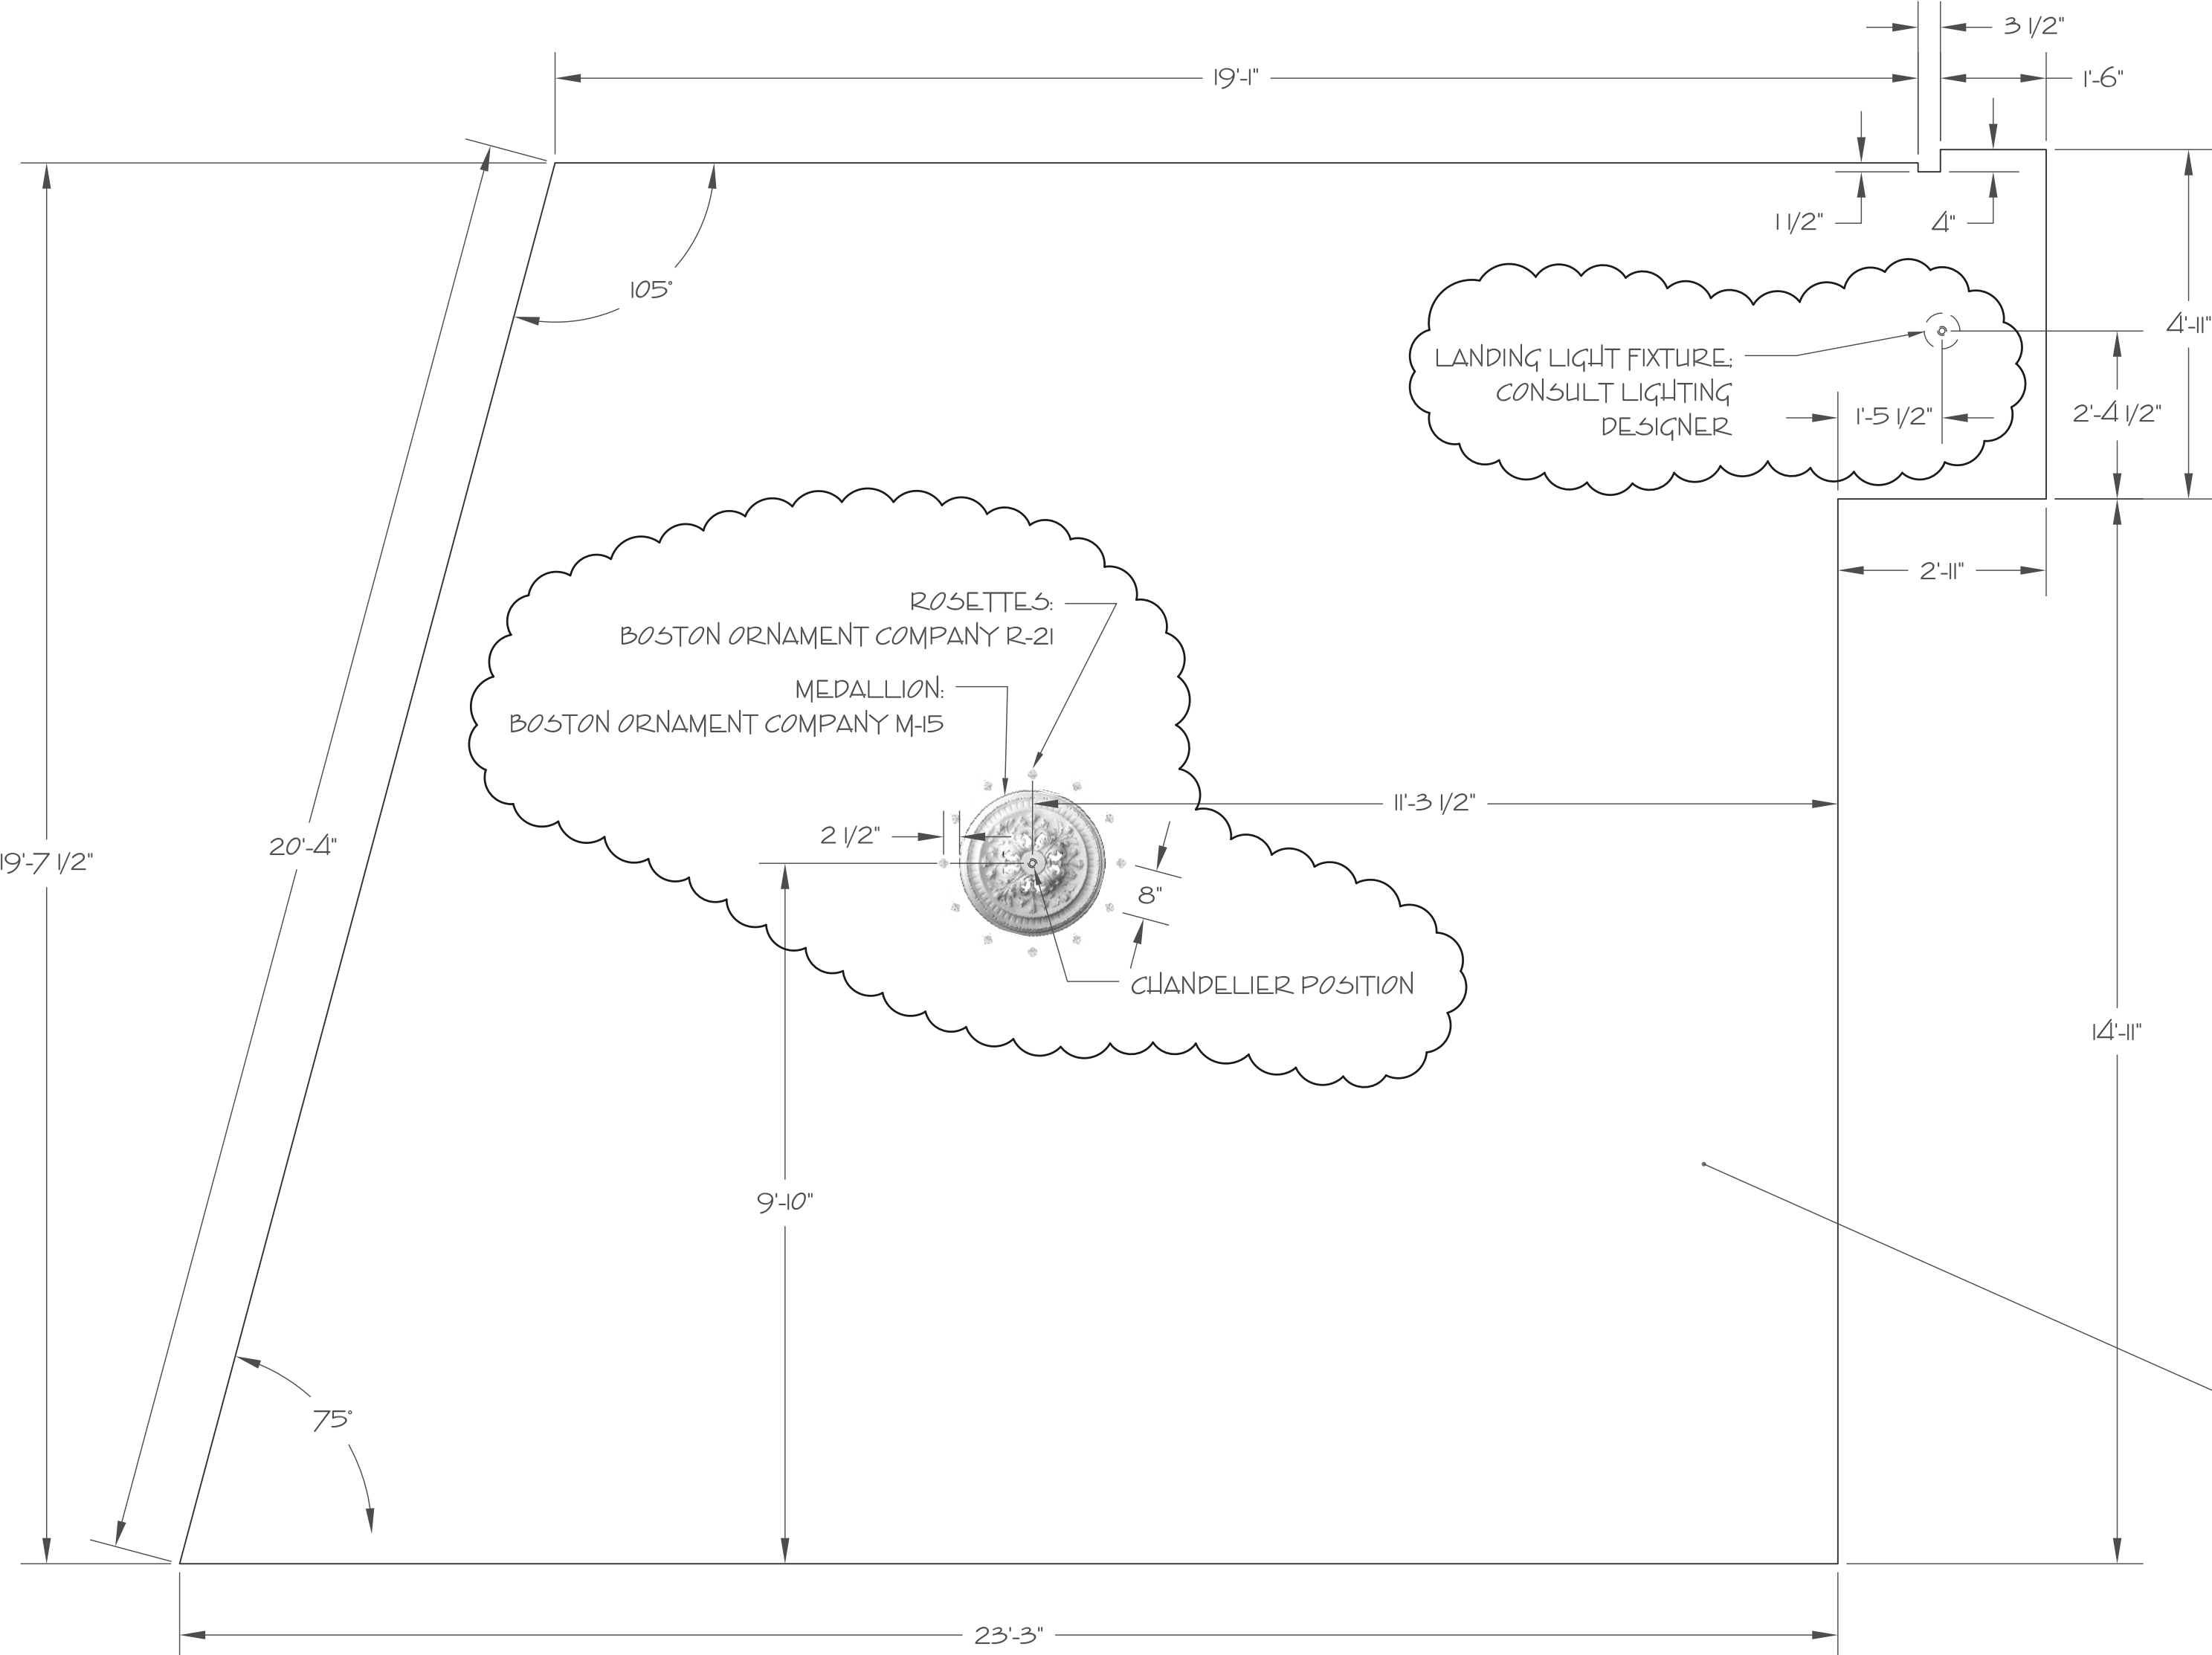 3 1/2"
19'-1"
1'-6"
1 1/2"
4"
105°
4'-11"
LANDING LIGHT FIXTURE;
CONSULT LIGHTING
DESIGNER
1'-5 1/2"
2'-4 1/2"
2'-11"
ROSETTES:
BOSTON ORNAMENT COMPANY R-21
MEDALLION:
BOSTON ORNAMENT COMPANY M-15
11'-3 1/2"
2 1/2"
20'-4"
19'-7 1/2"
8"
CHANDELIER POSITION
14'-11"
9'-10"
75°
23'-3"